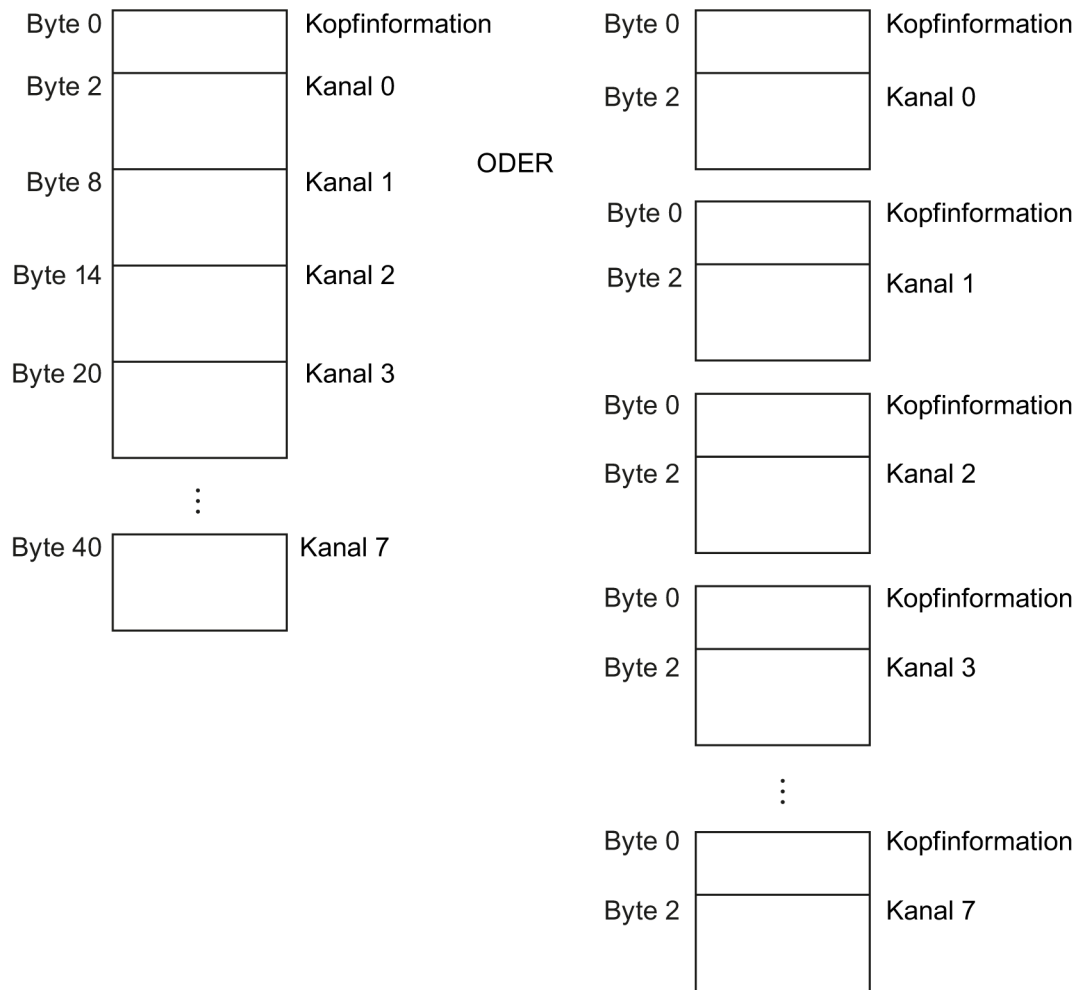 Byte 0 Kopfinformation
Byte 2 Kanal 0
Byte 8 Kanal 1
Byte 14 Kanal 2
Byte 20 Kanal 3
⋮
Byte 40 Kanal 7
ODER
Byte 0 Kopfinformation
Byte 2 Kanal 0
Byte 0 Kopfinformation
Byte 2 Kanal 1
Byte 0 Kopfinformation
Byte 2 Kanal 2
Byte 0 Kopfinformation
Byte 2 Kanal 3
⋮
Byte 0 Kopfinformation
Byte 2 Kanal 7